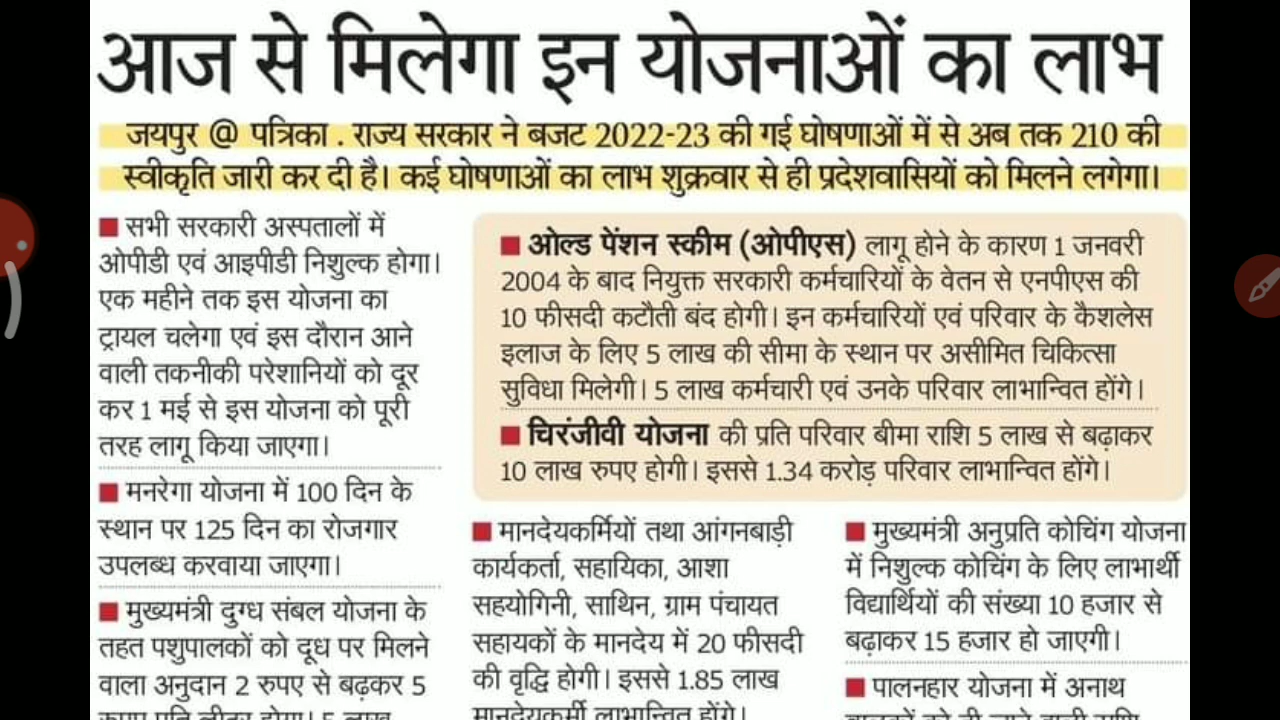 आज से मिलेगा इन योजनाओं का लाभ
जयपुर @ पत्रिका . राज्य सरकार ने बजट 2022-23 की गई घोषणाओं में से अब तक 210 की
स्वीकृति जारी कर दी है। कई घोषणाओं का लाभ शुक्रवार से ही प्रदेशवासियों को मिलने लगेगा।
■ सभी सरकारी अस्पतालों में
ओपीडी एवं आइपीडी निशुल्क होगा।
एक महीने तक इस योजना का
ट्रायल चलेगा एवं इस दौरान आने
वाली तकनीकी परेशानियों को दूर
कर 1 मई से इस योजना को पूरी
तरह लागू किया जाएगा।
■ मनरेगा योजना में 100 दिन के
स्थान पर 125 दिन का रोजगार
उपलब्ध करवाया जाएगा।
■ मुख्यमंत्री दुग्ध संबल योजना के
तहत पशुपालकों को दूध पर मिलने
वाला अनुदान 2 रुपए से बढ़कर 5
■ ओल्ड पेंशन स्कीम (ओपीएस) लागू होने के कारण 1 जनवरी
2004 के बाद नियुक्त सरकारी कर्मचारियों के वेतन से एनपीएस की
10 फीसदी कटौती बंद होगी। इन कर्मचारियों एवं परिवार के कैशलेस
इलाज के लिए 5 लाख की सीमा के स्थान पर असीमित चिकित्सा
सुविधा मिलेगी। 5 लाख कर्मचारी एवं उनके परिवार लाभान्वित होंगे।
■ चिरंजीवी योजना की प्रति परिवार बीमा राशि 5 लाख से बढ़ाकर
10 लाख रुपए होगी। इससे 1.34 करोड़ परिवार लाभान्वित होंगे।
■ मानदेयकर्मियों तथा आंगनबाड़ी
कार्यकर्ता, सहायिका, आशा
सहयोगिनी, साथिन, ग्राम पंचायत
सहायकों के मानदेय में 20 फीसदी
की वृद्धि होगी। इससे 1.85 लाख
मानदेयकर्मी लाभान्वित होंगे।
■ मुख्यमंत्री अनुप्रति कोचिंग योजना
में निशुल्क कोचिंग के लिए लाभार्थी
विद्यार्थियों की संख्या 10 हजार से
बढ़ाकर 15 हजार हो जाएगी।
■ पालनहार योजना में अनाथ